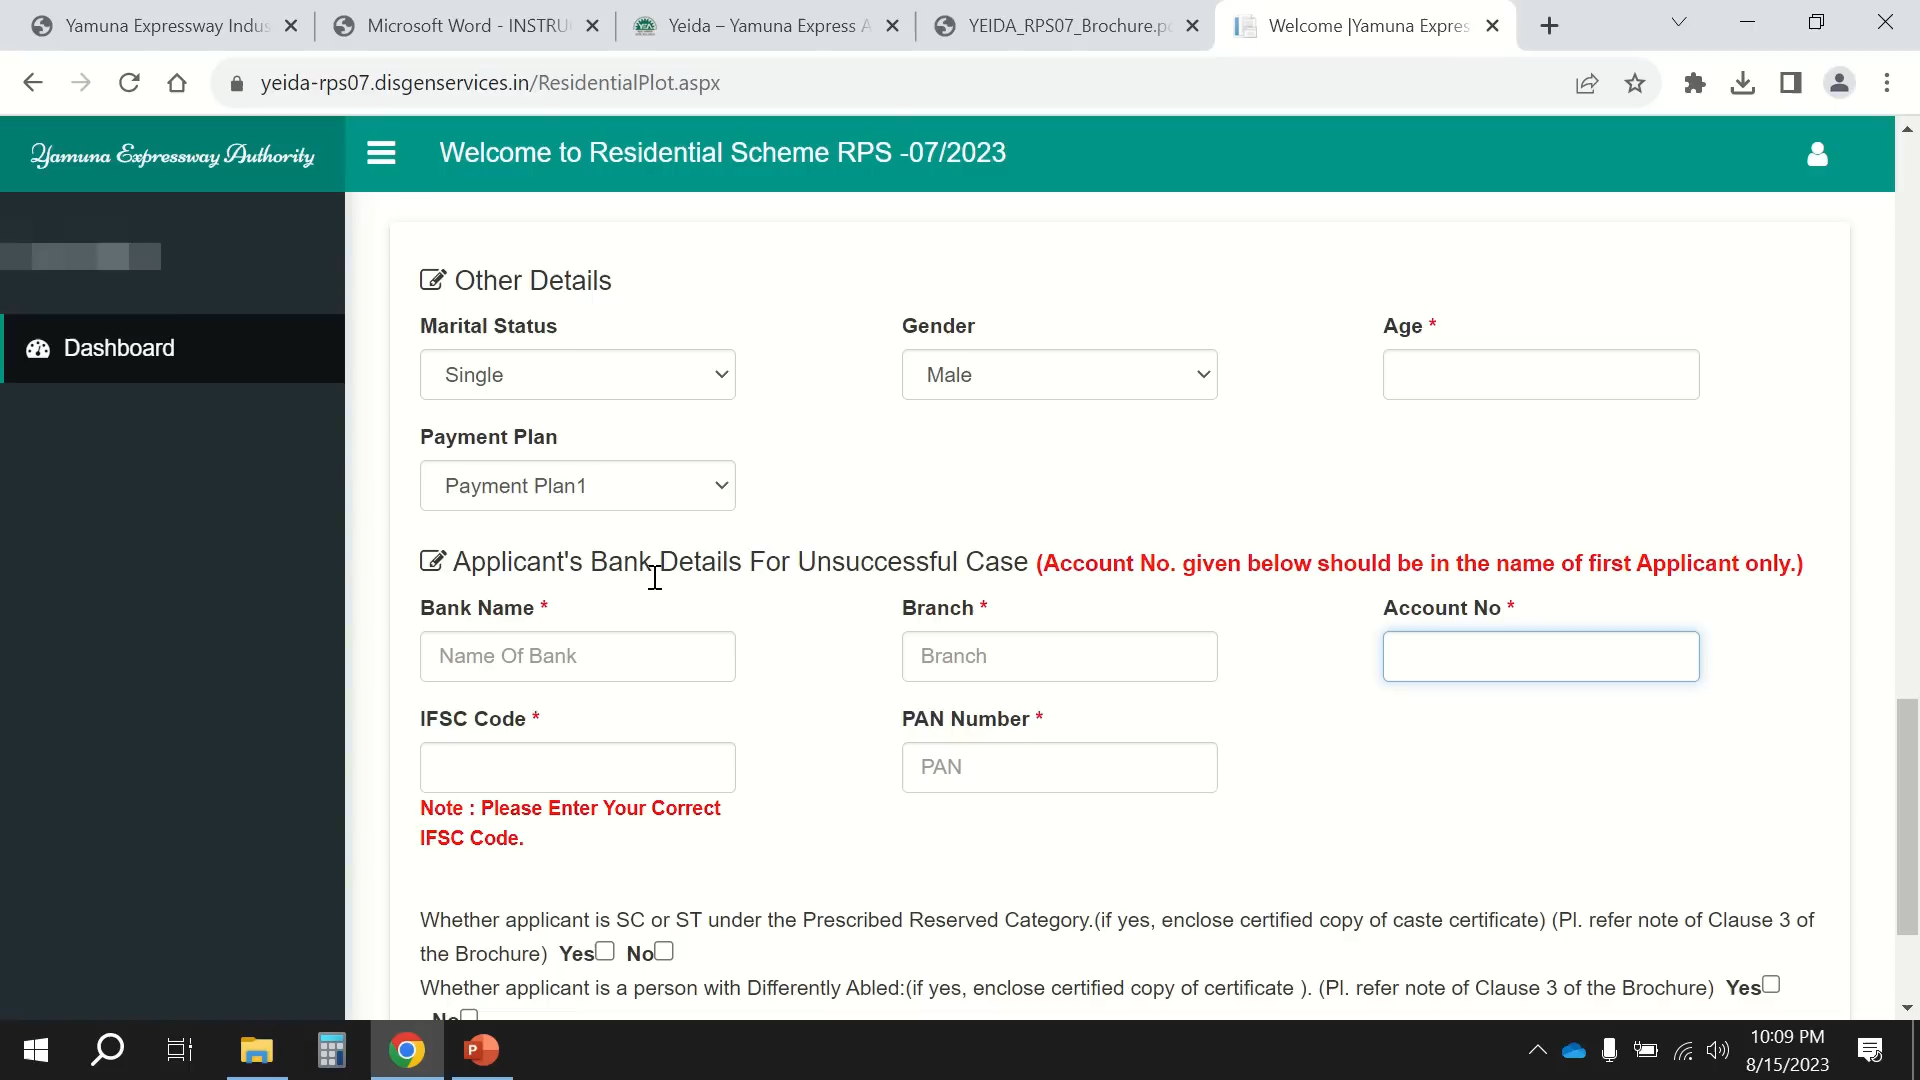 Yamuna Expressway Indus
Microsoft Word - INSTRU
Yeida – Yamuna Express A
YEIDA_RPS07_Brochure.pd
Welcome |Yamuna Expres
yeida-rps07.disgenservices.in/ResidentialPlot.aspx
Yamuna Expressway Authority
Welcome to Residential Scheme RPS -07/2023
Dashboard
Other Details
Marital Status Gender Age *
Single Male
Payment Plan
Payment Plan1
Applicant's Bank Details For Unsuccessful Case (Account No. given below should be in the name of first Applicant only.)
Bank Name * Branch * Account No *
Name Of Bank Branch
IFSC Code * PAN Number *
PAN
Note : Please Enter Your Correct
IFSC Code.
Whether applicant is SC or ST under the Prescribed Reserved Category.(if yes, enclose certified copy of caste certificate) (Pl. refer note of Clause 3 of
the Brochure) Yes No
Whether applicant is a person with Differently Abled:(if yes, enclose certified copy of certificate ). (Pl. refer note of Clause 3 of the Brochure) Yes
No
10:09 PM
8/15/2023